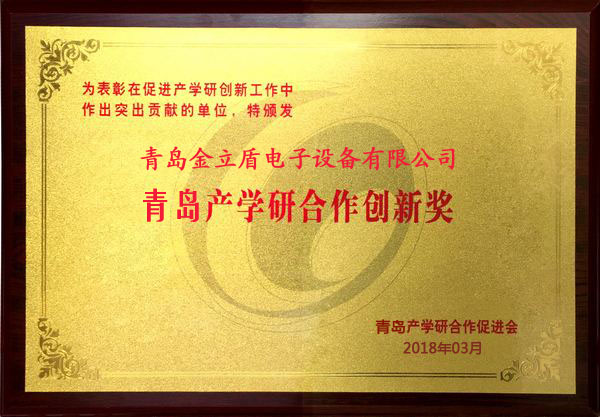 为表彰在促进产学研创新工作中
作出突出贡献的单位，特颁发
青岛金立盾电子设备有限公司
青岛产学研合作创新奖
青岛产学研合作促进会
2018年03月